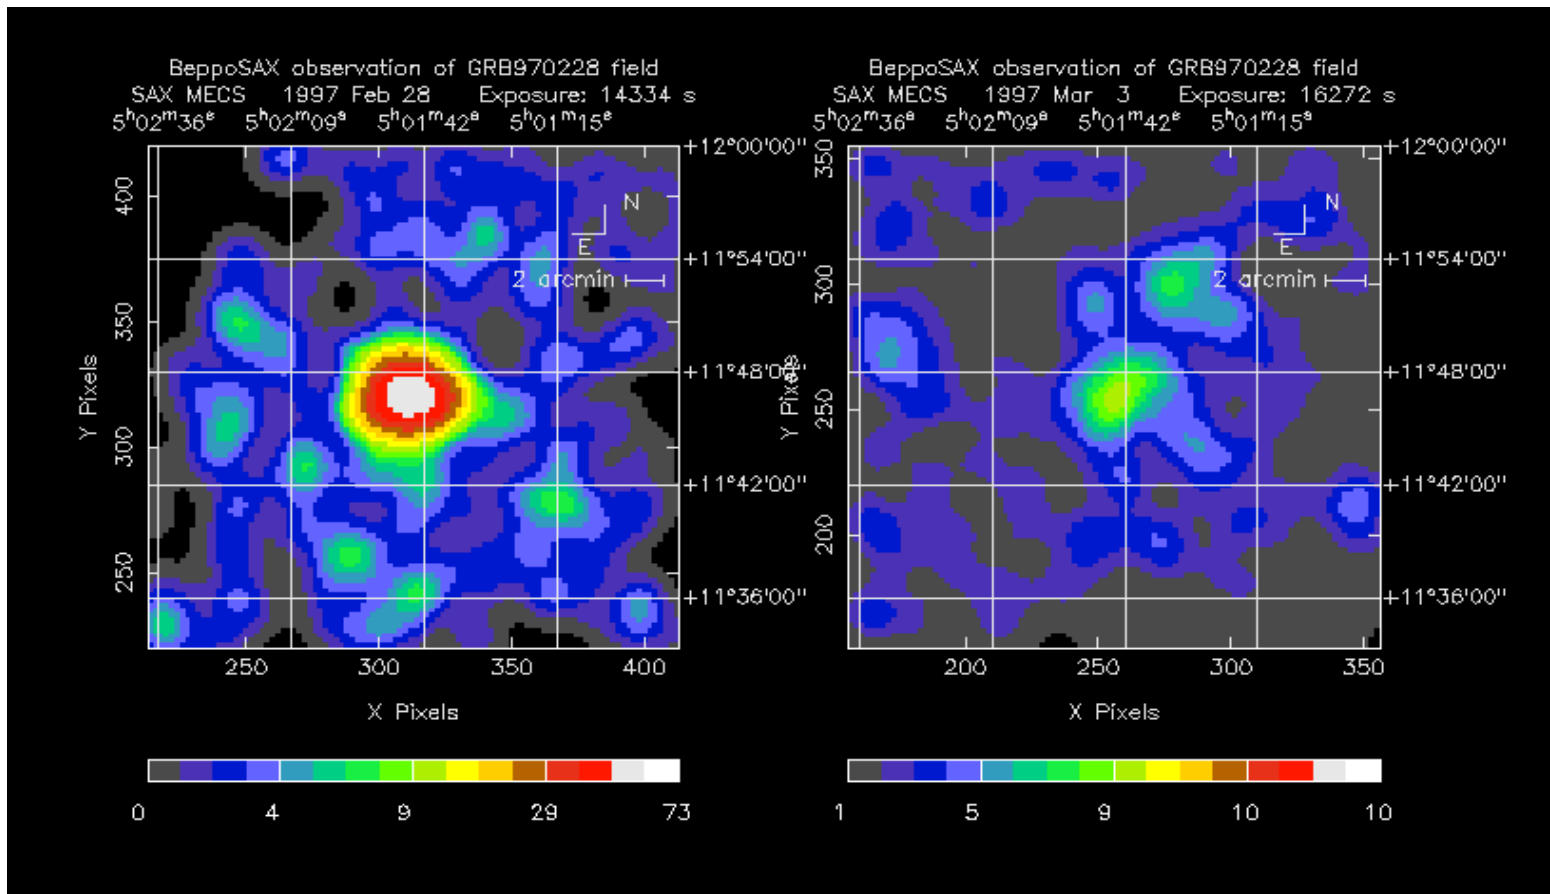 BeppoSAX observation of GRB970228 field
SAX MECS 1997 Feb 28 Exposure: 14334 s
5h02m36s 5h02m09s 5h01m42s 5h01m15s
+12°00'00"
400
N
E
+11°54'00"
2 arcmin
350
+11°48'00"
Y Pixels
300
+11°42'00"
250
+11°36'00"
250 300 350 400
X Pixels
0 4 9 29 73
BeppoSAX observation of GRB970228 field
SAX MECS 1997 Mar 3 Exposure: 16272 s
5h02m36s 5h02m09s 5h01m42s 5h01m15s
350
+12°00'00"
N
E
+11°54'00"
300
2 arcmin
+11°48'00"
Y Pixels
250
+11°42'00"
200
+11°36'00"
200 250 300 350
X Pixels
1 5 9 10 10